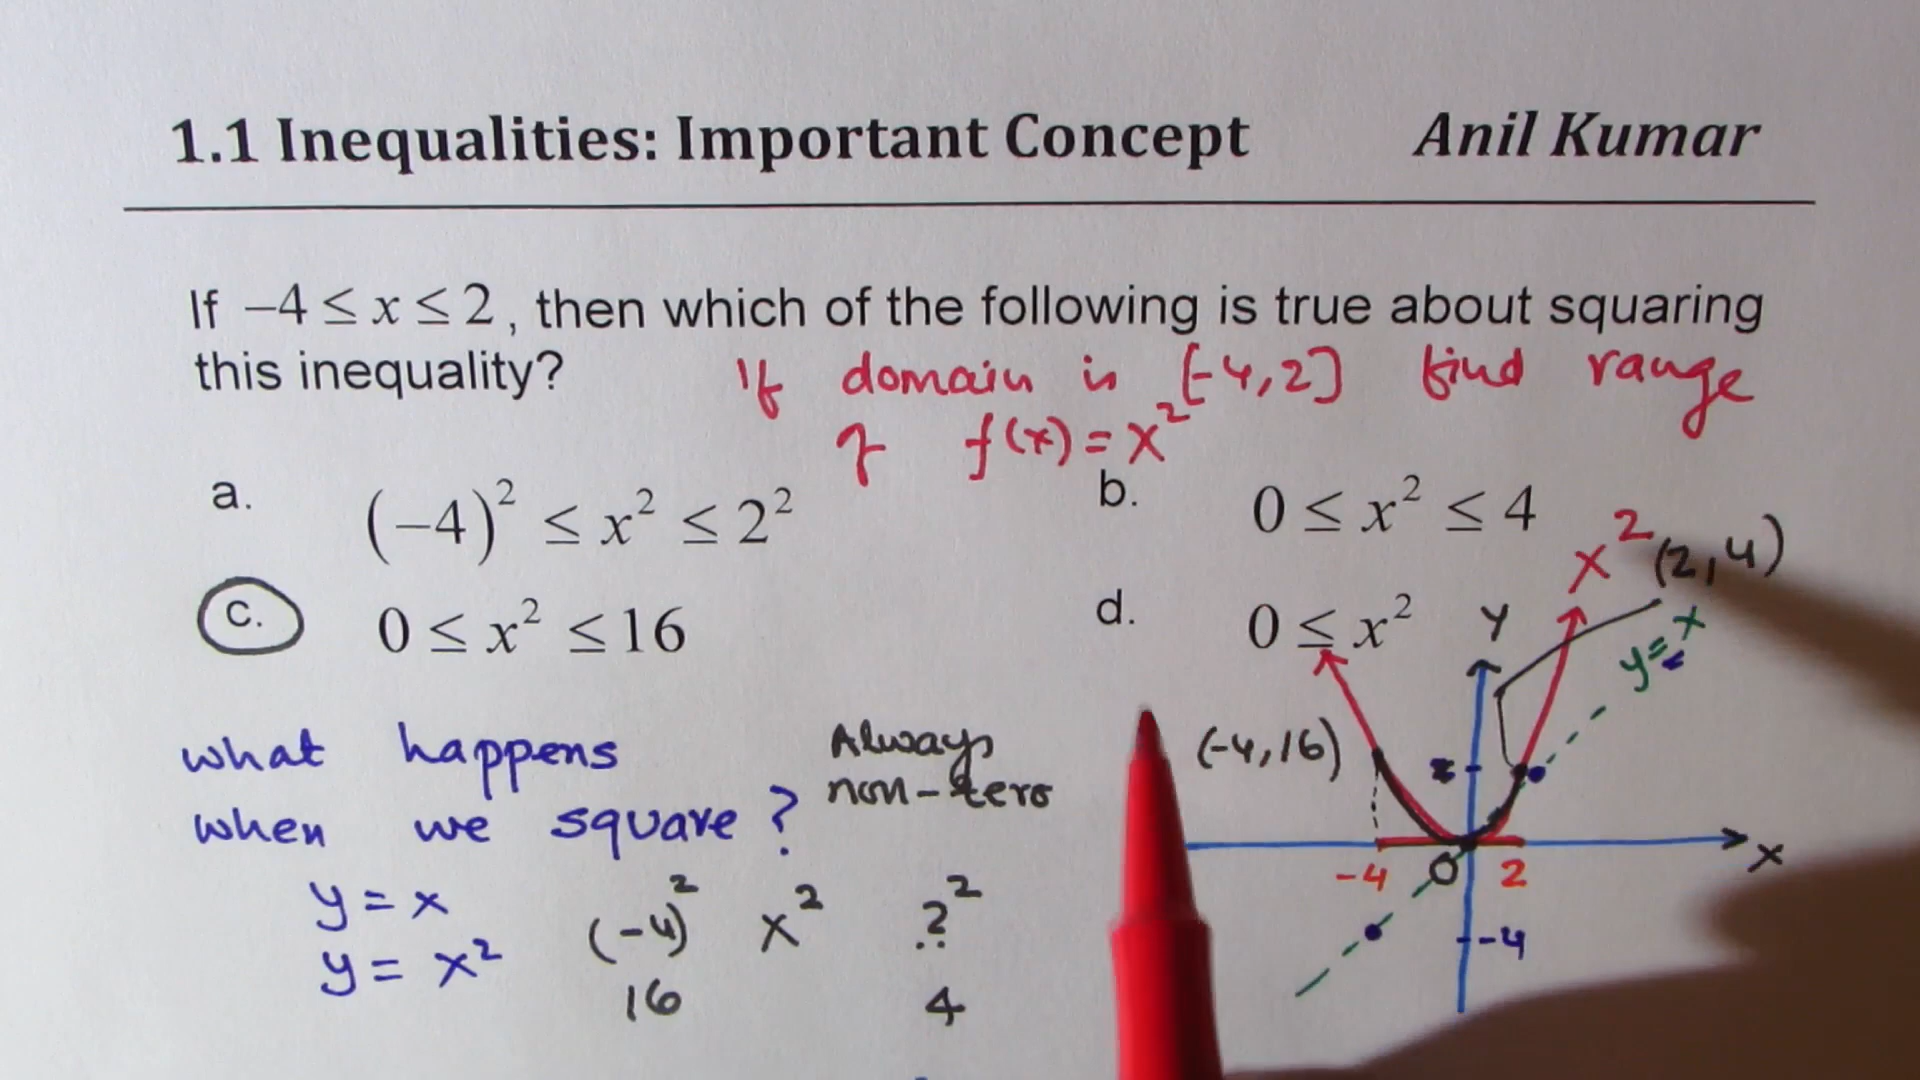 1.1 Inequalities: Important Concept Anil Kumar
If −4 ≤ x ≤ 2, then which of the following is true about squaring
this inequality? If domain is [-4,2] find range
of f(x) = x²
a. (−4)² ≤ x² ≤ 2² b. 0 ≤ x² ≤ 4
x² (2,4)
c. 0 ≤ x² ≤ 16 d. 0 ≤ x²
y y=x
what happens Always (-4,16)
when we square? non-zero
2
-4 0 2 x
y = x (-4)² x² 2²
y = x² -4
16 4